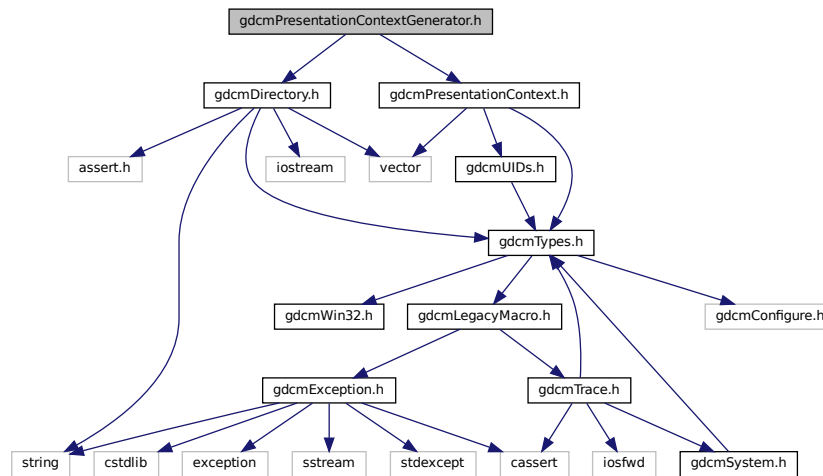 gdcmPresentationContextGenerator.h
gdcmDirectory.h
gdcmPresentationContext.h
assert.h
iostream
vector
gdcmUIDs.h
gdcmTypes.h
gdcmWin32.h
gdcmLegacyMacro.h
gdcmConfigure.h
gdcmException.h
gdcmTrace.h
string
cstdlib
exception
sstream
stdexcept
cassert
iosfwd
gdcmSystem.h